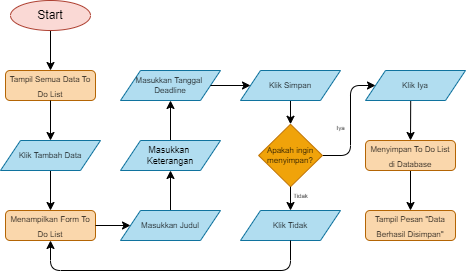 Start
Tampil Semua Data To
Do List
Klik Tambah Data
Menampilkan Form To
Do List
Masukkan Judul
Masukkan
Keterangan
Masukkan Tanggal
Deadline
Klik Simpan
Apakah ingin
menyimpan?
Iya
Tidak
Klik Tidak
Klik Iya
Menyimpan To Do List
di Database
Tampil Pesan "Data
Berhasil Disimpan"